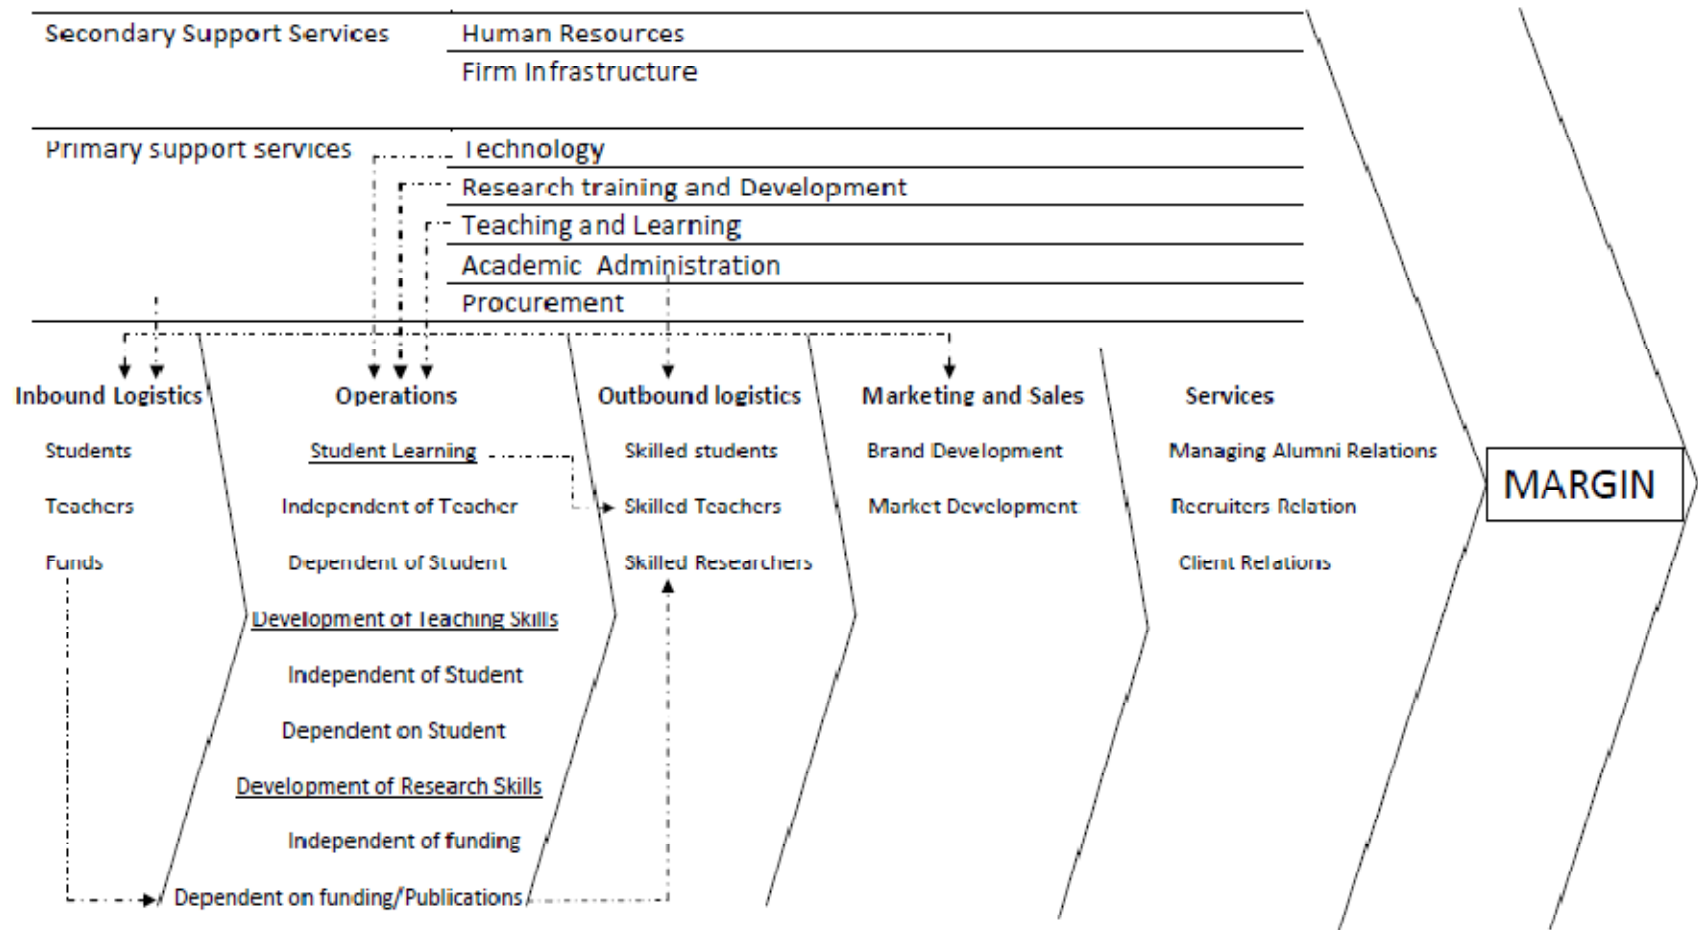 Secondary Support Services
Human Resources
Firm Infrastructure
Primary support services
Technology
Research training and Development
Teaching and Learning
Academic Administration
Procurement
Inbound Logistics
Students
Teachers
Funds
Operations
Student Learning
Independent of Teacher
Dependent of Student
Development of Teaching Skills
Independent of Student
Dependent on Student
Development of Research Skills
Independent of funding
Dependent on funding/Publications
Outbound logistics
Skilled students
Skilled Teachers
Skilled Researchers
Marketing and Sales
Brand Development
Market Development
Services
Managing Alumni Relations
Recruiters Relation
Client Relations
MARGIN